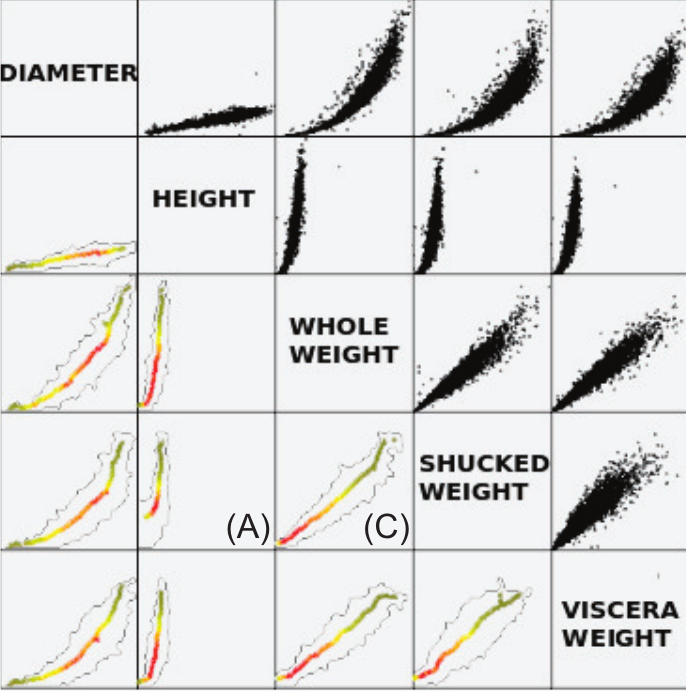 DIAMETER
HEIGHT
WHOLE
WEIGHT
SHUCKED
WEIGHT
(A)
(C)
VISCERA
WEIGHT